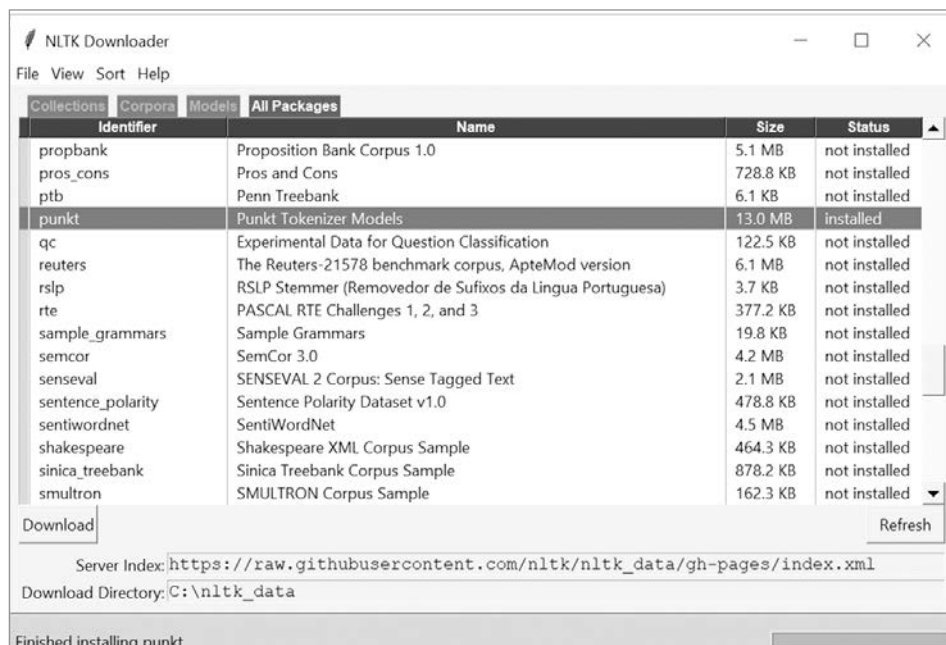 NLTK Downloader
File View Sort Help
Collections Corpora Models All Packages
Identifier Name Size Status
propbank Proposition Bank Corpus 1.0 5.1 MB not installed
pros_cons Pros and Cons 728.8 KB not installed
ptb Penn Treebank 6.1 KB not installed
punkt Punkt Tokenizer Models 13.0 MB installed
qc Experimental Data for Question Classification 122.5 KB not installed
reuters The Reuters-21578 benchmark corpus, ApteMod version 6.1 MB not installed
rslp RSLP Stemmer (Removedor de Sufixos da Lingua Portuguesa) 3.7 KB not installed
rte PASCAL RTE Challenges 1, 2, and 3 377.2 KB not installed
sample_grammars Sample Grammars 19.8 KB not installed
semcor SemCor 3.0 4.2 MB not installed
senseval SENSEVAL 2 Corpus: Sense Tagged Text 2.1 MB not installed
sentence_polarity Sentence Polarity Dataset v1.0 478.8 KB not installed
sentiwordnet SentiWordNet 4.5 MB not installed
shakespeare Shakespeare XML Corpus Sample 464.3 KB not installed
sinica_treebank Sinica Treebank Corpus Sample 878.2 KB not installed
smultron SMULTRON Corpus Sample 162.3 KB not installed
Download Refresh
Server Index: https://raw.githubusercontent.com/nltk/nltk_data/gh-pages/index.xml
Download Directory: C:\nltk_data
Finished installing punkt